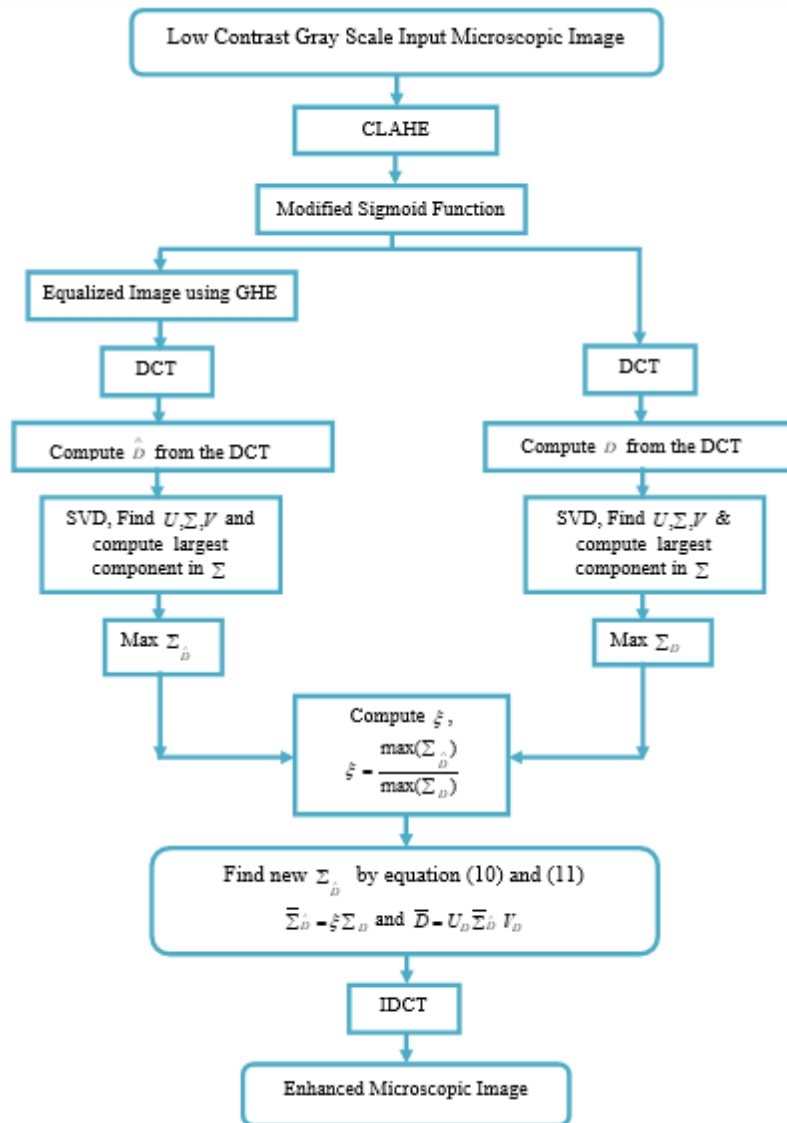 Low Contrast Gray Scale Input Microscopic Image
CLAHE
Modified Sigmoid Function
Equalized Image using GHE
DCT
Compute D̂ from the DCT
SVD, Find U,Σ,V and
compute largest
component in Σ
Max Σ_D̂
DCT
Compute D from the DCT
SVD, Find U,Σ,V &
compute largest
component in Σ
Max Σ_D
Compute ξ,
ξ = max(Σ_D̂) / max(Σ_D)
Find new Σ_D̂ by equation (10) and (11)
Σ̅_D̂ = ξΣ_D and D̅ = U_D Σ̅_D̂ V_D
IDCT
Enhanced Microscopic Image